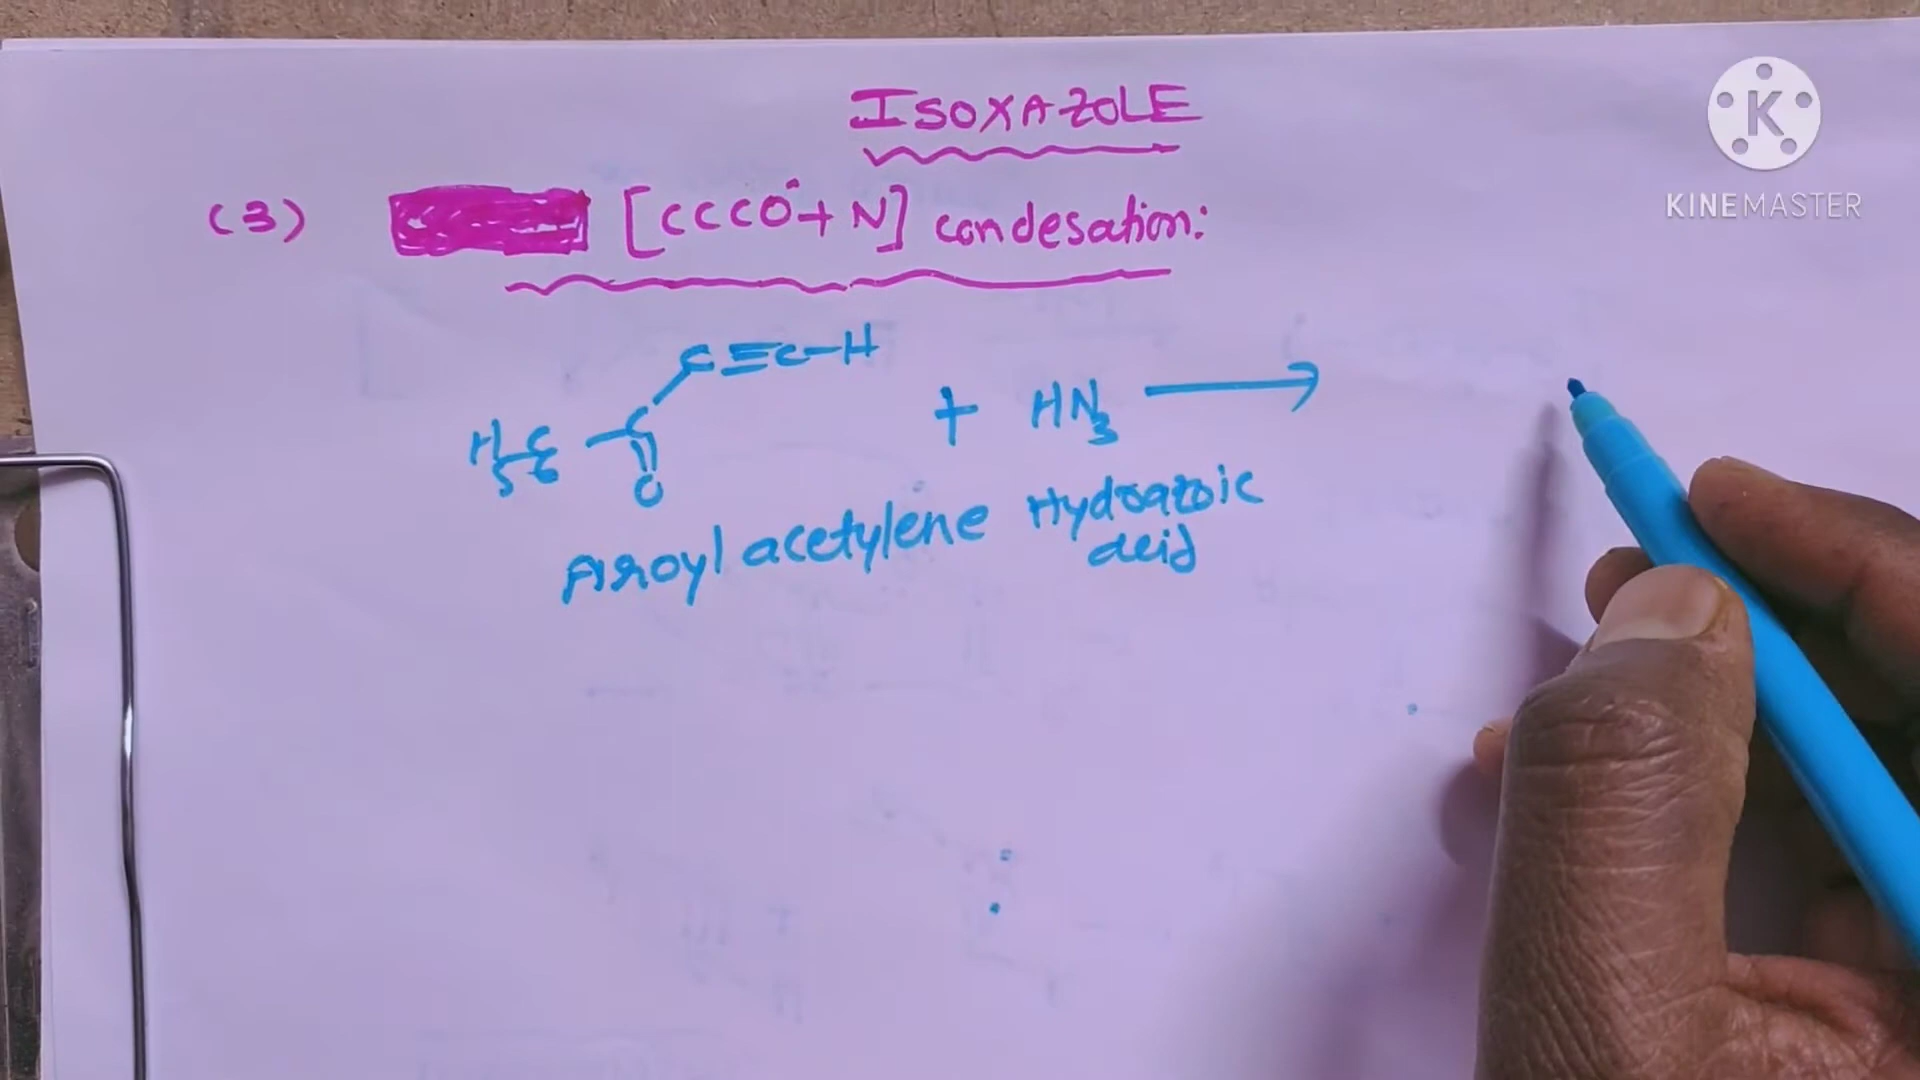 ISOXAZOLE
(3) [CCCO+N] condesation:
C≡C-H
H5C6 - C + HN3 →
O
Aroyl acetylene Hydrazoic
acid
K
KINEMASTER